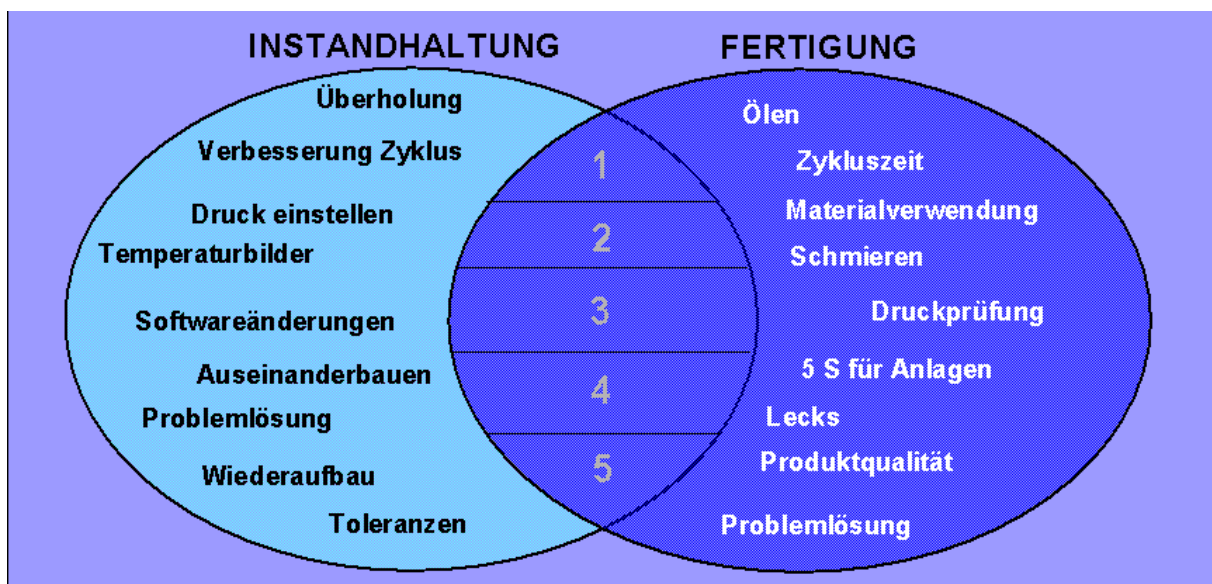 INSTANDHALTUNG
FERTIGUNG
Überholung
Verbesserung Zyklus
Druck einstellen
Temperaturbilder
Softwareänderungen
Auseinanderbauen
Problemlösung
Wiederaufbau
Toleranzen
1
2
3
4
5
Ölen
Zykluszeit
Materialverwendung
Schmieren
Druckprüfung
5 S für Anlagen
Lecks
Produktqualität
Problemlösung